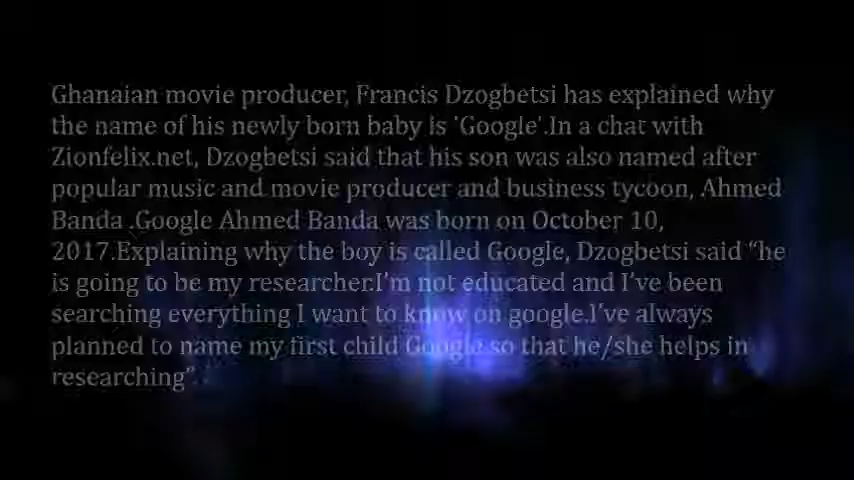 Ghanaian movie producer, Francis Dzogbetsi has explained why
the name of his newly born baby is 'Google'.In a chat with
Zionfelix.net, Dzogbetsi said that his son was also named after
popular music and movie producer and business tycoon, Ahmed
Banda .Google Ahmed Banda was born on October 10,
2017.Explaining why the boy is called Google, Dzogbetsi said “he
is going to be my researcher.I’m not educated and I’ve been
searching everything I want to know on google.I’ve always
planned to name my first child Google so that he/she helps in
researching”.